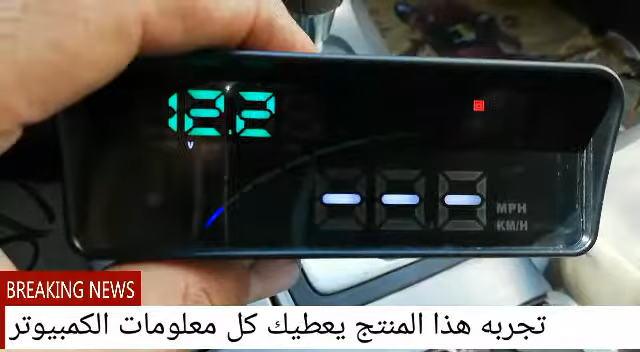 12.2
V
---
MPH
KM/H
BREAKING NEWS
تجربه هذا المنتج يعطيك كل معلومات الكمبيوتر